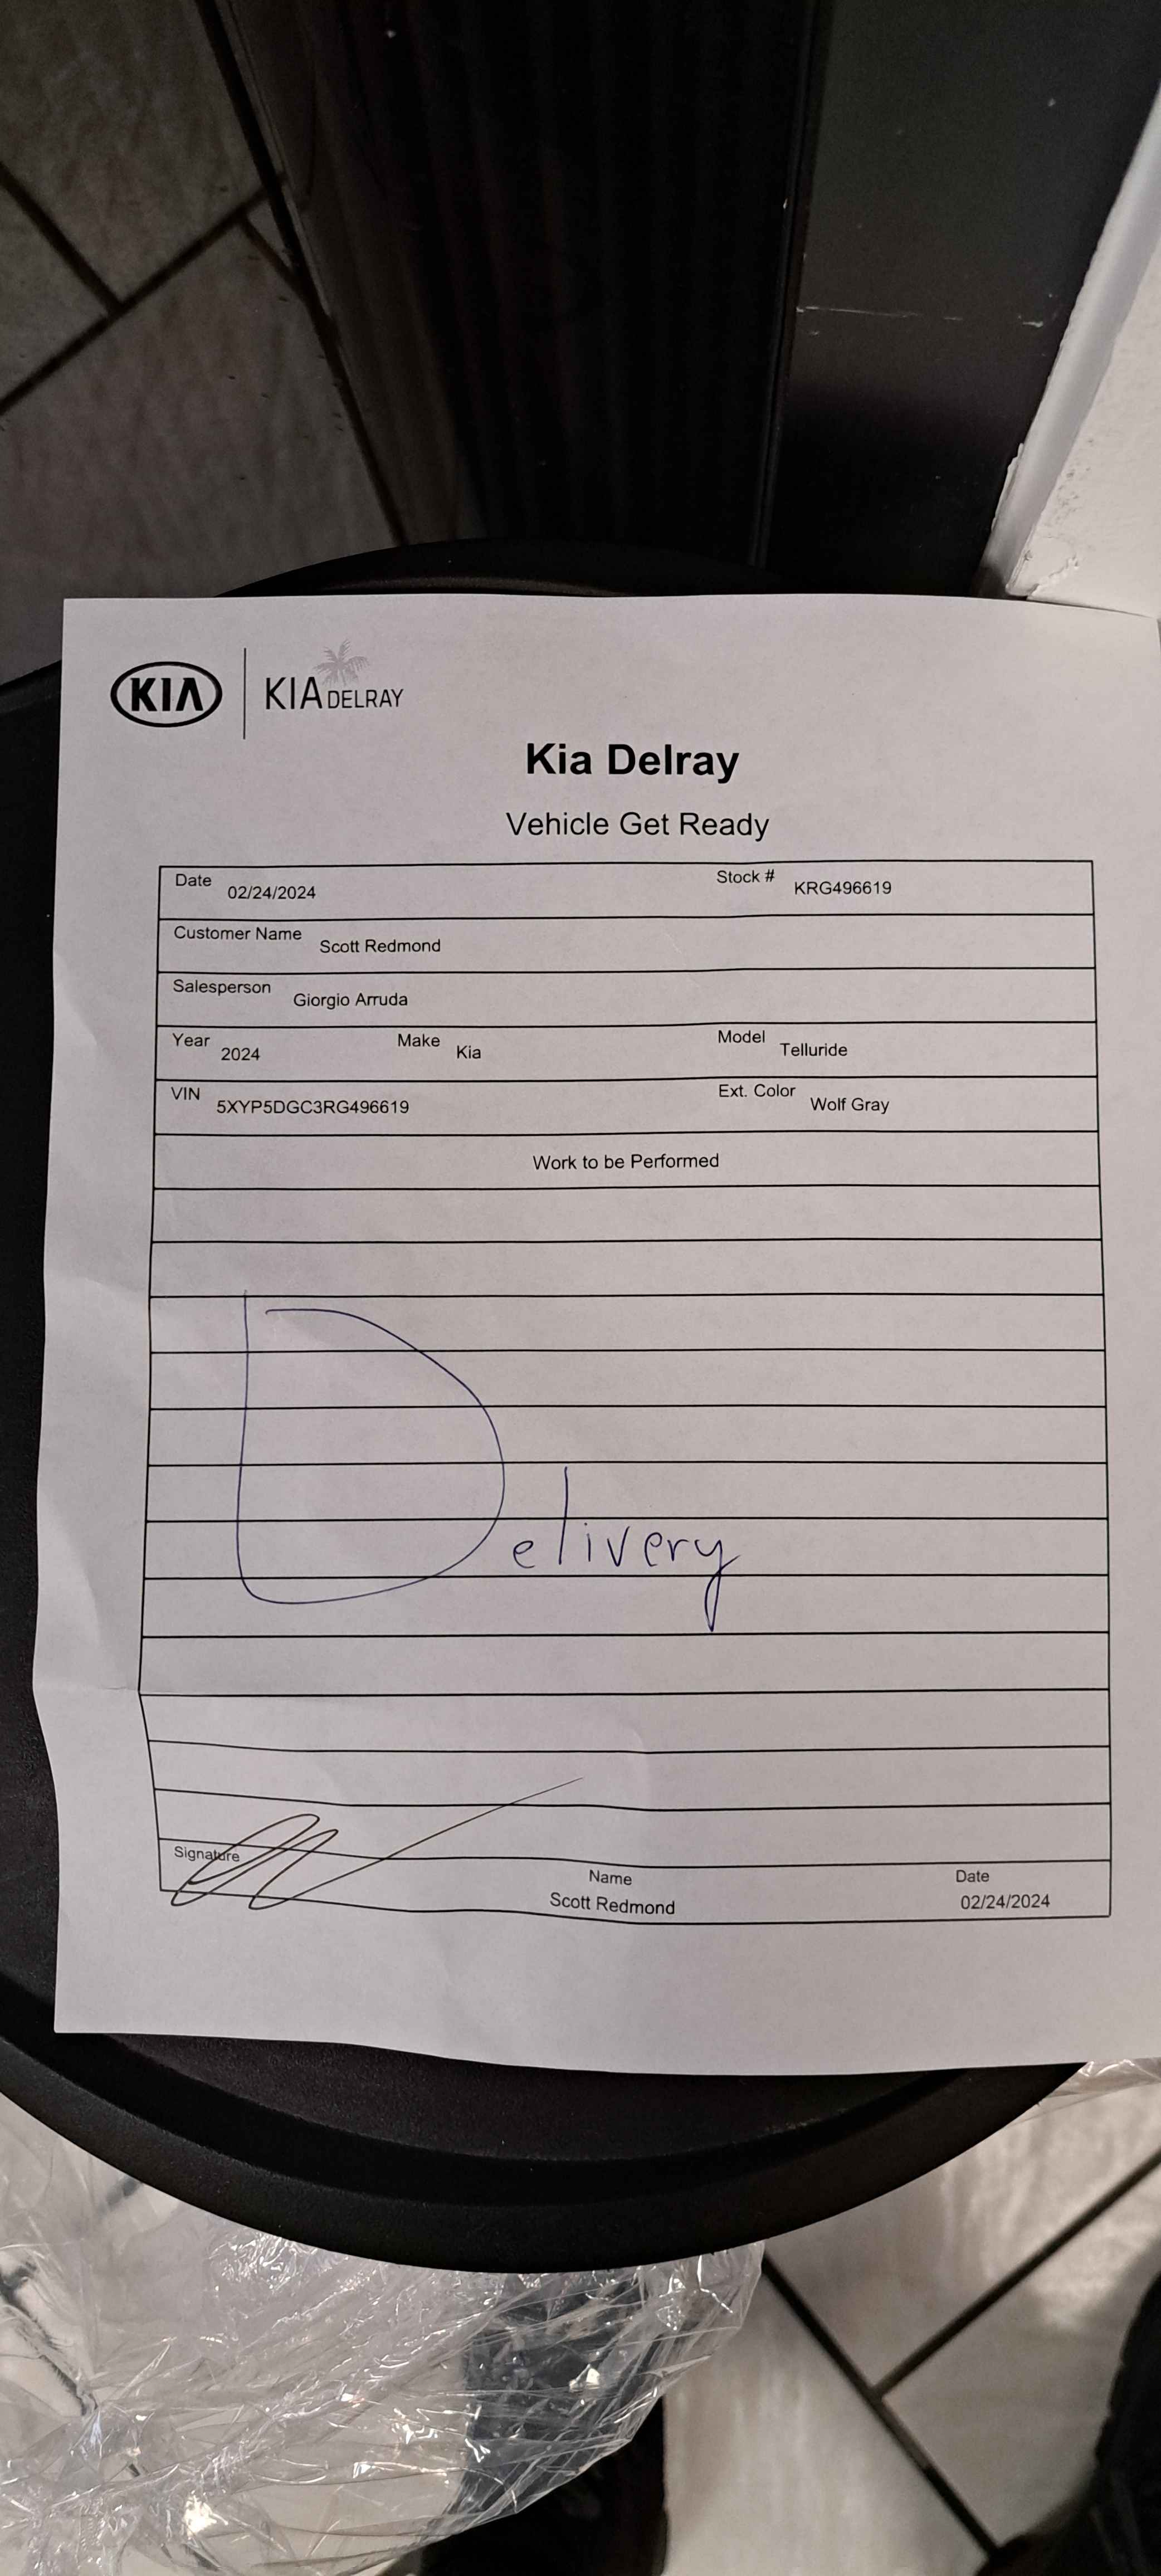 KIA KIA DELRAY
Kia Delray
Vehicle Get Ready
Date 02/24/2024 Stock # KRG496619
Customer Name Scott Redmond
Salesperson Giorgio Arruda
Year 2024 Make Kia Model Telluride
VIN 5XYP5DGC3RG496619 Ext. Color Wolf Gray
Work to be Performed
Delivery
Signature Name Date
Scott Redmond 02/24/2024